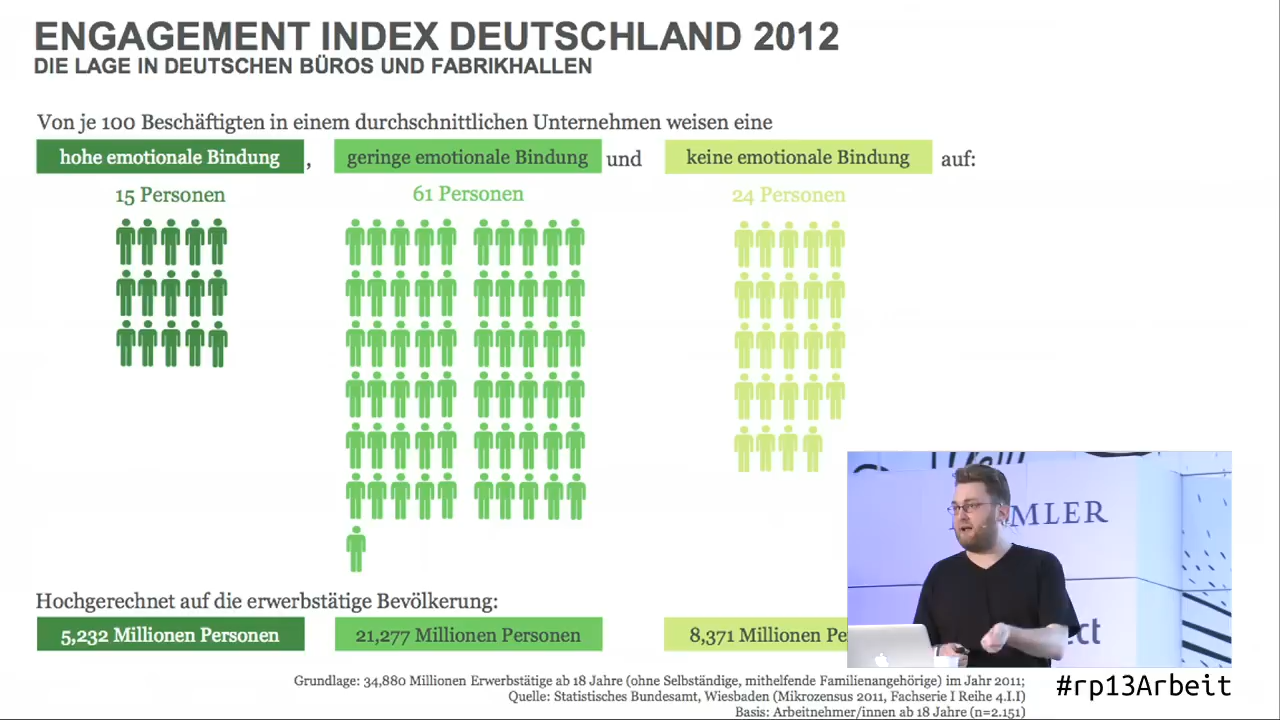 ENGAGEMENT INDEX DEUTSCHLAND 2012
DIE LAGE IN DEUTSCHEN BÜROS UND FABRIKHALLEN
Von je 100 Beschäftigten in einem durchschnittlichen Unternehmen weisen eine
hohe emotionale Bindung , geringe emotionale Bindung und keine emotionale Bindung auf:
15 Personen 61 Personen 24 Personen
MLER
Hochgerechnet auf die erwerbstätige Bevölkerung:
5,232 Millionen Personen 21,277 Millionen Personen 8,371 Millionen Pe
Grundlage: 34,880 Millionen Erwerbstätige ab 18 Jahre (ohne Selbständige, mithelfende Familienangehörige) im Jahr 2011;
Quelle: Statistisches Bundesamt, Wiesbaden (Mikrozensus 2011, Fachserie I Reihe 4.I.I)
Basis: Arbeitnehmer/innen ab 18 Jahre (n=2.151)
#rp13Arbeit